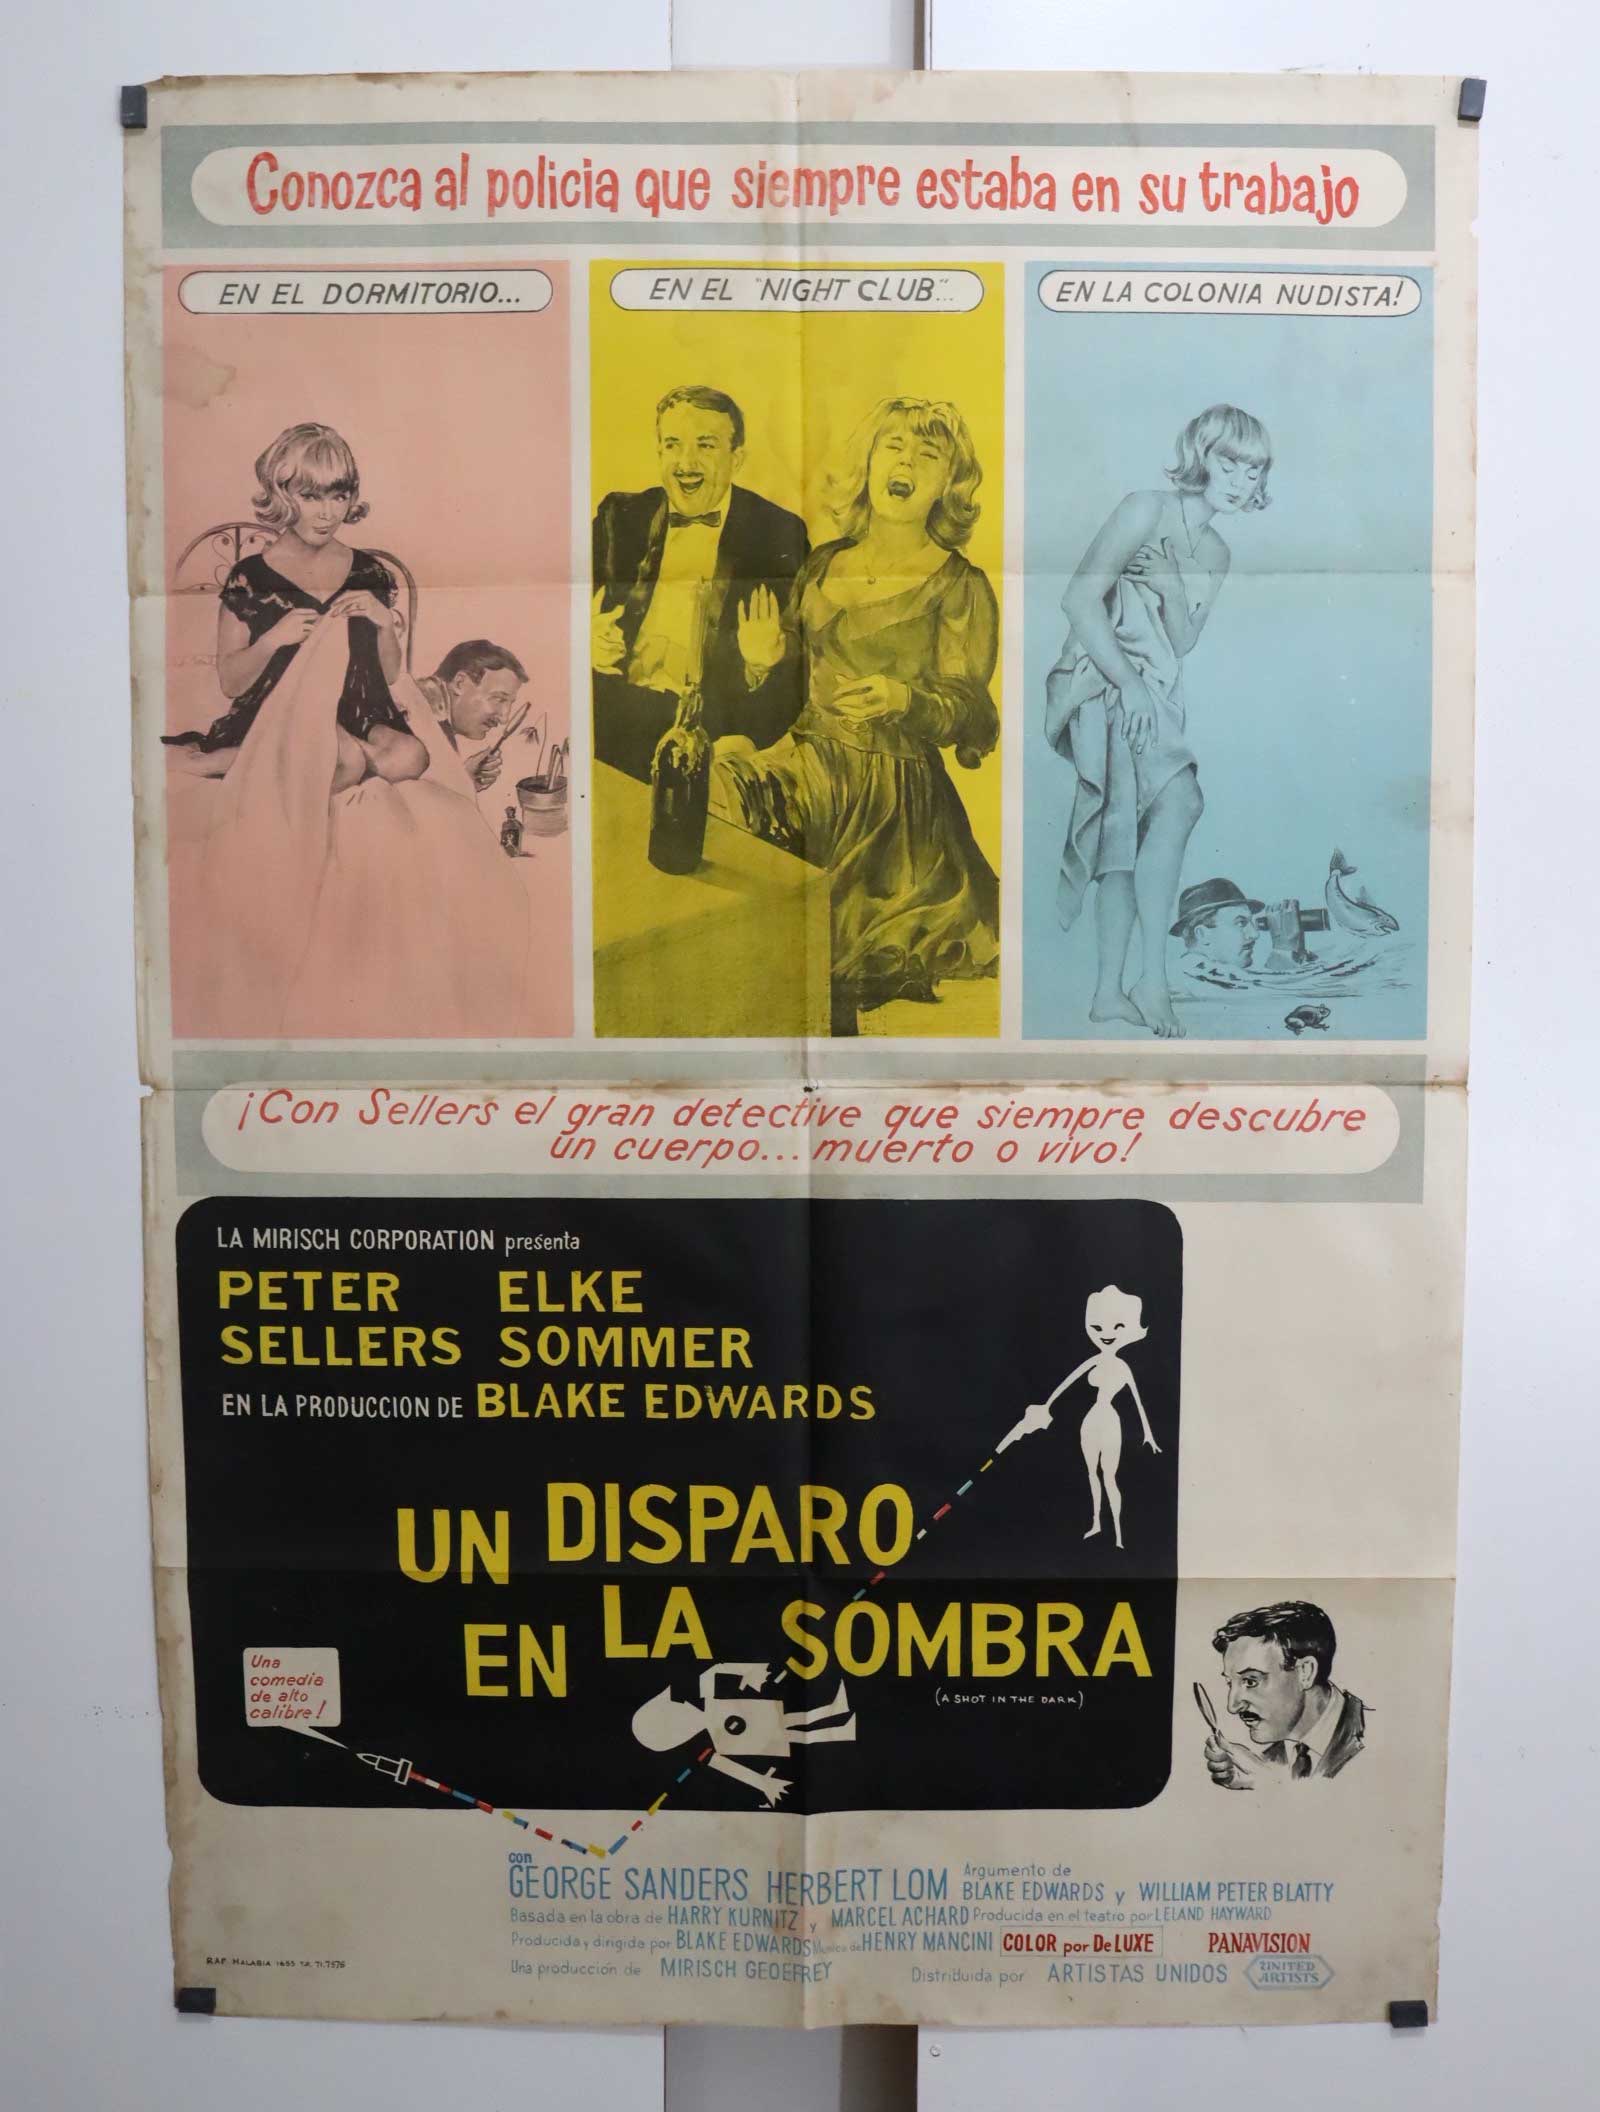 Conozca al policia que siempre estaba en su trabajo
EN EL DORMITORIO...
EN EL "NIGHT CLUB"...
EN LA COLONIA NUDISTA!
¡Con Sellers el gran detective que siempre descubre
un cuerpo... muerto o vivo!
LA MIRISCH CORPORATION presenta
PETER SELLERS
ELKE SOMMER
EN LA PRODUCCION DE BLAKE EDWARDS
UN DISPARO
EN LA SOMBRA
(A SHOT IN THE DARK)
Una
comedia
de alto
calibre!
con
GEORGE SANDERS HERBERT LOM
Argumento de
BLAKE EDWARDS y WILLIAM PETER BLATTY
Basada en la obra de HARRY KURNITZ y MARCEL ACHARD Producida en el teatro por LELAND HAYWARD
Producida y dirigida por BLAKE EDWARDS Musica de HENRY MANCINI COLOR por DeLUXE PANAVISION
Una producción de MIRISCH GEOFFREY Distribuida por ARTISTAS UNIDOS
UNITED
ARTISTS
RAF MALABIA 1655 T.E. 71.7576